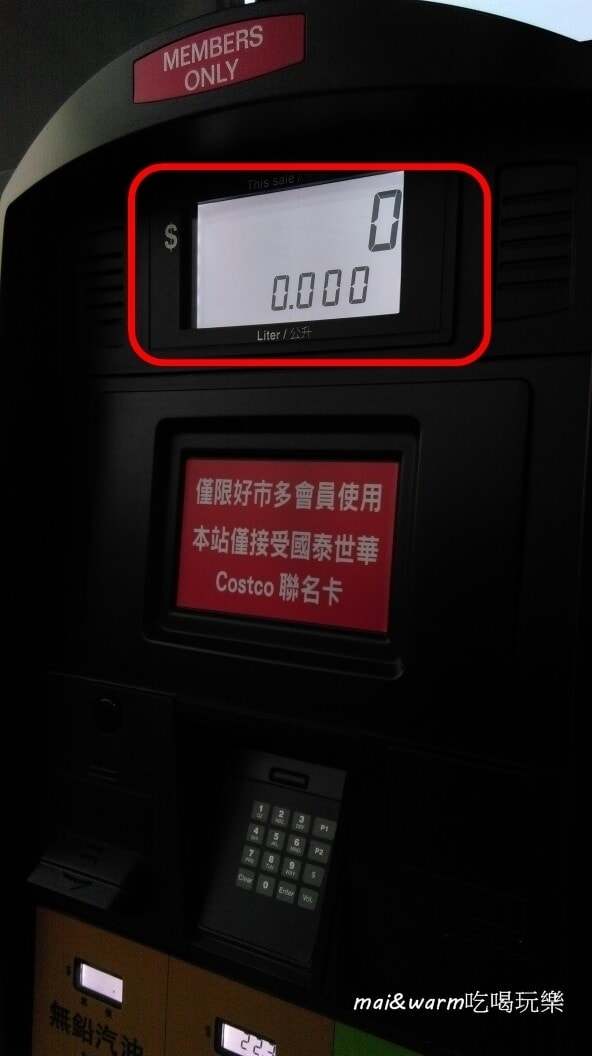 MEMBERS
ONLY
This sale /
$
0
0.000
Liter / 公升
僅限好市多會員使用
本站僅接受國泰世華
Costco 聯名卡
1 2 3 P1
4 5 6 P2
7 8 9 S
Clear 0 Enter Vol.
無鉛汽油
mai&warm吃喝玩樂